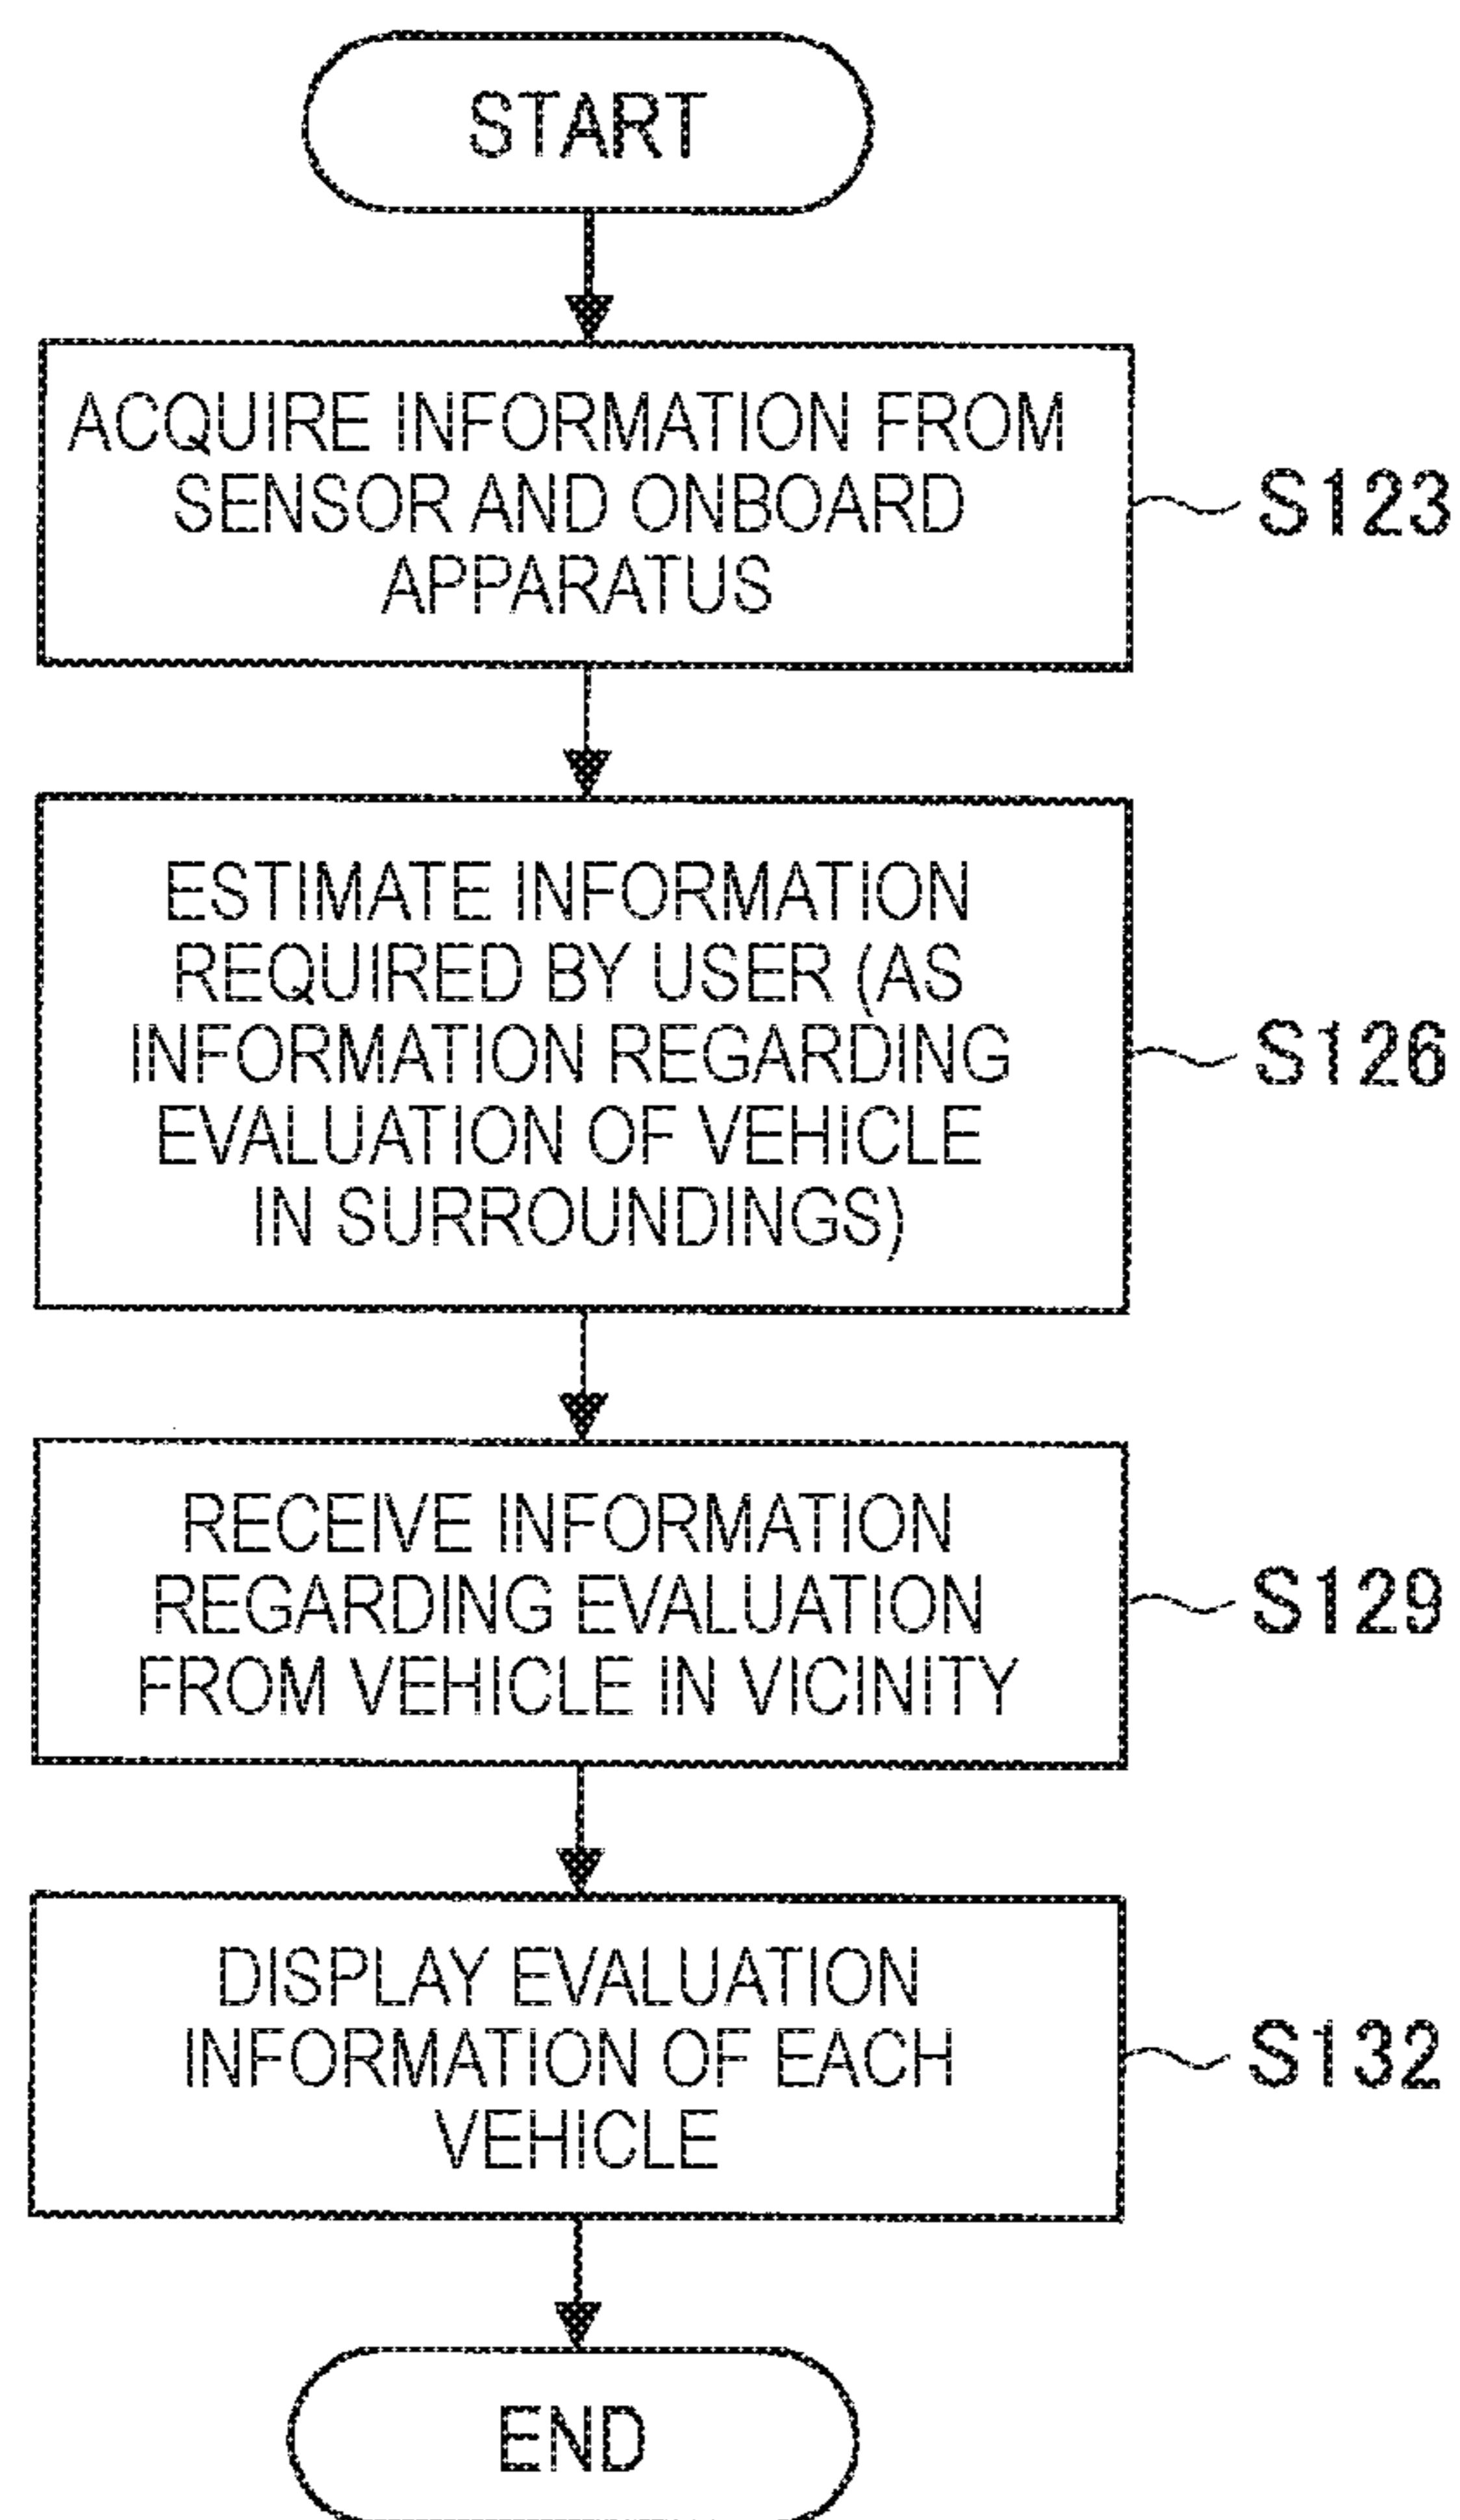 START
ACQUIRE INFORMATION FROM
SENSOR AND ONBOARD
APPARATUS
S123
ESTIMATE INFORMATION
REQUIRED BY USER (AS
INFORMATION REGARDING
EVALUATION OF VEHICLE
IN SURROUNDINGS)
S126
RECEIVE INFORMATION
REGARDING EVALUATION
FROM VEHICLE IN VICINITY
S129
DISPLAY EVALUATION
INFORMATION OF EACH
VEHICLE
S132
END